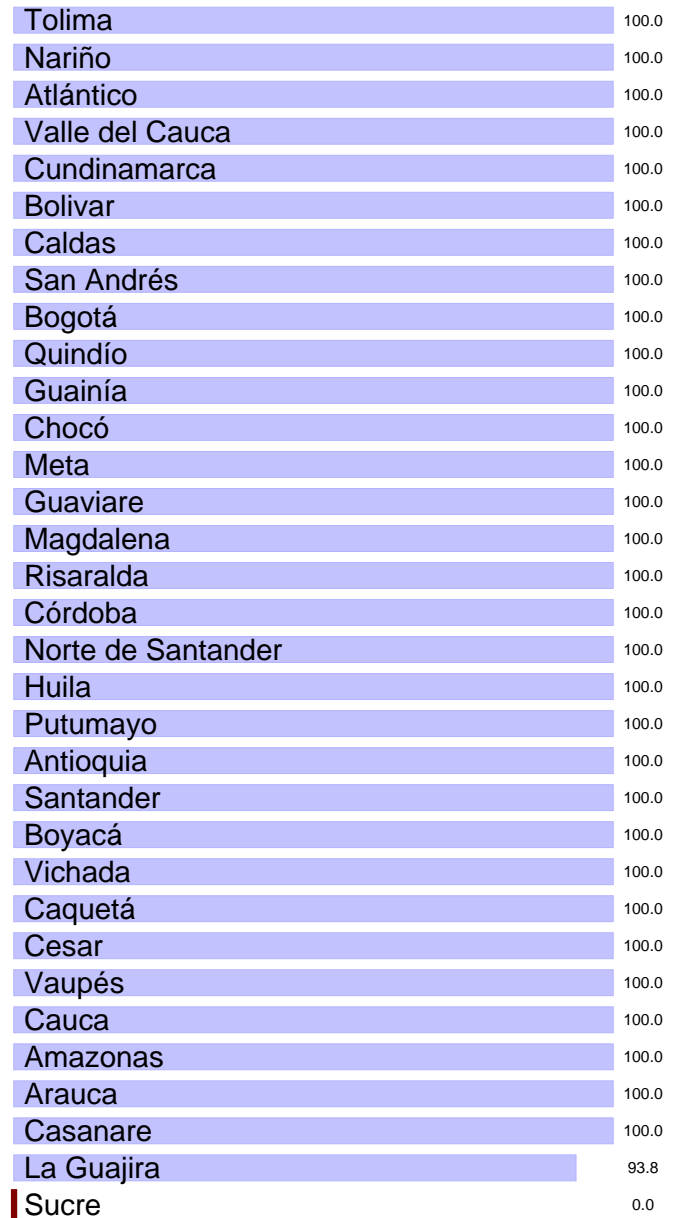 Tolima 100.0
Nariño 100.0
Atlántico 100.0
Valle del Cauca 100.0
Cundinamarca 100.0
Bolivar 100.0
Caldas 100.0
San Andrés 100.0
Bogotá 100.0
Quindío 100.0
Guainía 100.0
Chocó 100.0
Meta 100.0
Guaviare 100.0
Magdalena 100.0
Risaralda 100.0
Córdoba 100.0
Norte de Santander 100.0
Huila 100.0
Putumayo 100.0
Antioquia 100.0
Santander 100.0
Boyacá 100.0
Vichada 100.0
Caquetá 100.0
Cesar 100.0
Vaupés 100.0
Cauca 100.0
Amazonas 100.0
Arauca 100.0
Casanare 100.0
La Guajira 93.8
Sucre 0.0